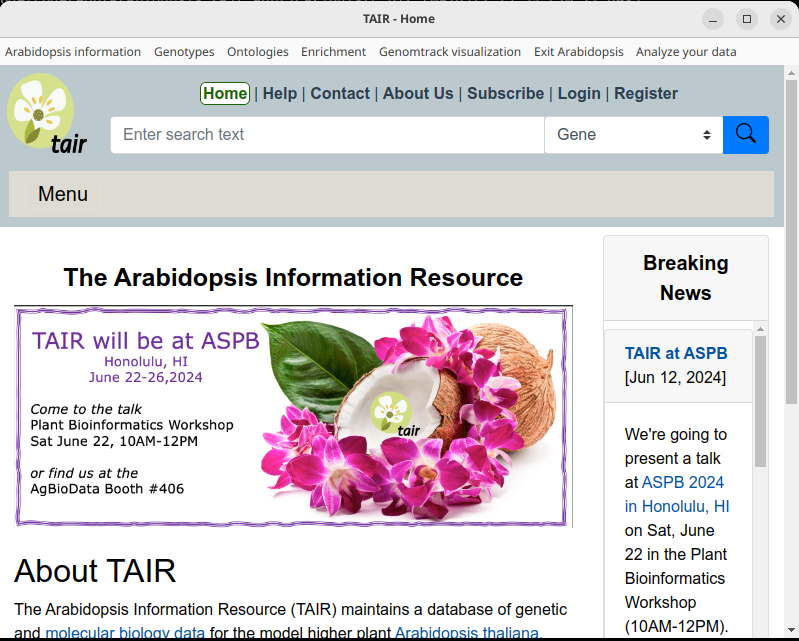 TAIR - Home
Arabidopsis information Genotypes Ontologies Enrichment Genomtrack visualization Exit Arabidopsis Analyze your data
Home | Help | Contact | About Us | Subscribe | Login | Register
tair
Enter search text Gene
Menu
The Arabidopsis Information Resource
TAIR will be at ASPB
Honolulu, HI
June 22-26,2024
Come to the talk
Plant Bioinformatics Workshop
Sat June 22, 10AM-12PM
or find us at the
AgBioData Booth #406
tair
About TAIR
The Arabidopsis Information Resource (TAIR) maintains a database of genetic
and molecular biology data for the model higher plant Arabidopsis thaliana.
Breaking
News
TAIR at ASPB
[Jun 12, 2024]
We're going to
present a talk
at ASPB 2024
in Honolulu, HI
on Sat, June
22 in the Plant
Bioinformatics
Workshop
(10AM-12PM).